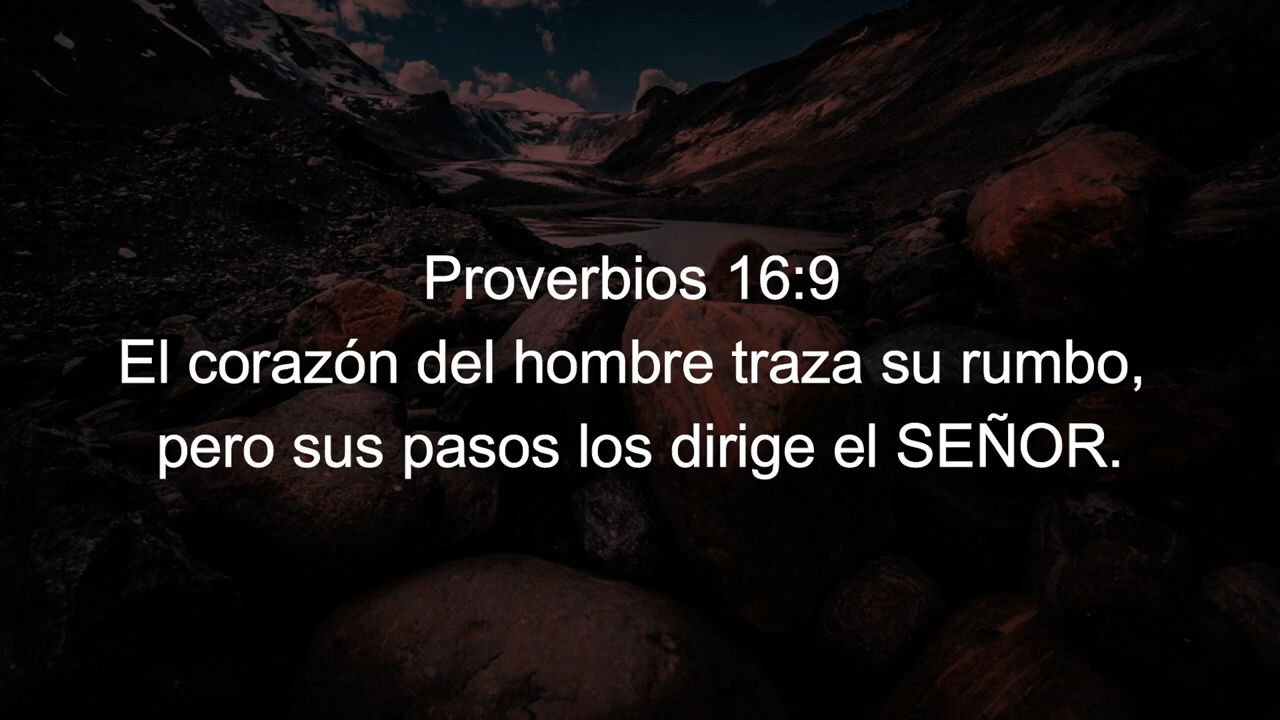 Proverbios 16:9
El corazón del hombre traza su rumbo,
pero sus pasos los dirige el SEÑOR.